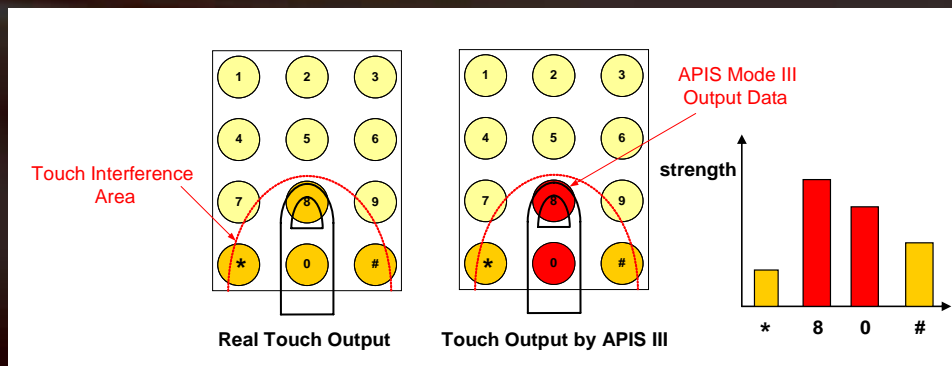 1 2 3
4 5 6
7 8 9
* 0 #
Touch Interference
Area
Real Touch Output
1 2 3
4 5 6
7 8 9
* 0 #
Touch Output by APIS III
APIS Mode III
Output Data
strength
* 8 0 #